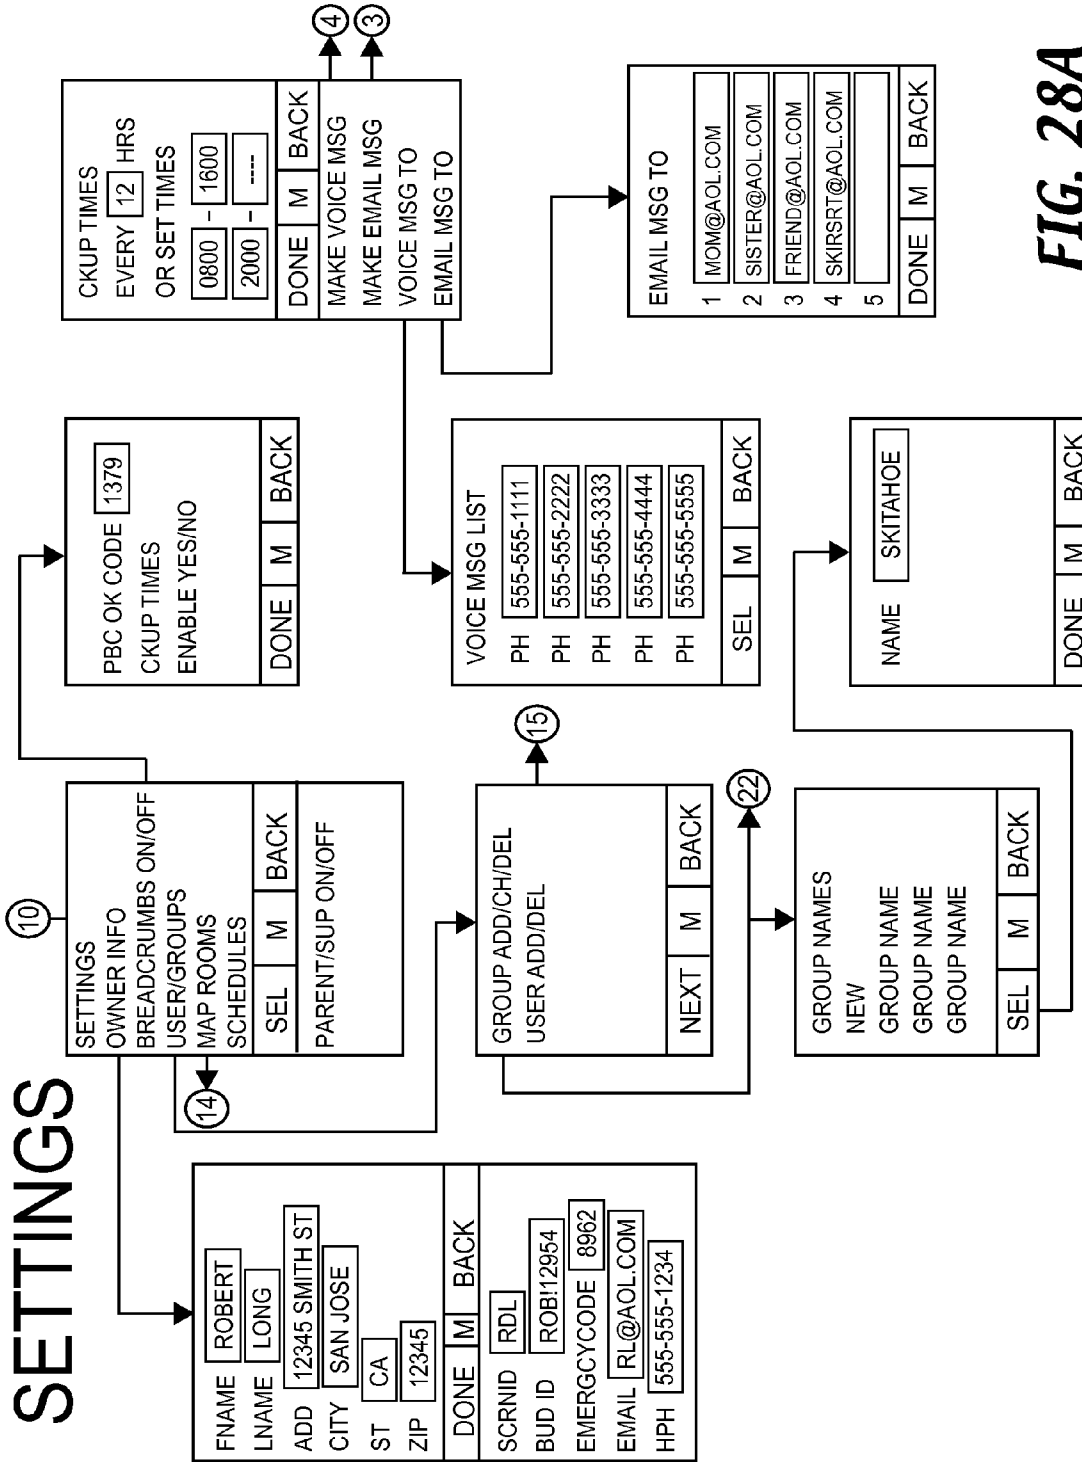 SETTINGS
10
SETTINGS
OWNER INFO
BREADCRUMBS ON/OFF
USER/GROUPS
MAP ROOMS
SCHEDULES
SEL M BACK
PARENT/SUP ON/OFF
14
FNAME ROBERT
LNAME LONG
ADD 12345 SMITH ST
CITY SAN JOSE
ST CA
ZIP 12345
DONE M BACK
SCRNID RDL
BUD ID ROB!12954
EMERGCYCODE 8962
EMAIL RL@AOL.COM
HPH 555-555-1234
PBC OK CODE 1379
CKUP TIMES
ENABLE YES/NO
DONE M BACK
CKUP TIMES
EVERY 12 HRS
OR SET TIMES
0800 - 1600
2000 - ----
DONE M BACK
MAKE VOICE MSG
MAKE EMAIL MSG
VOICE MSG TO
EMAIL MSG TO
4
3
GROUP ADD/CH/DEL
USER ADD/DEL
NEXT M BACK
15
22
VOICE MSG LIST
PH 555-555-1111
PH 555-555-2222
PH 555-555-3333
PH 555-555-4444
PH 555-555-5555
SEL M BACK
EMAIL MSG TO
1 MOM@AOL.COM
2 SISTER@AOL.COM
3 FRIEND@AOL.COM
4 SKIRSRT@AOL.COM
5
DONE M BACK
GROUP NAMES
NEW
GROUP NAME
GROUP NAME
GROUP NAME
SEL M BACK
NAME SKITAHOE
DONE M BACK
FIG. 28A